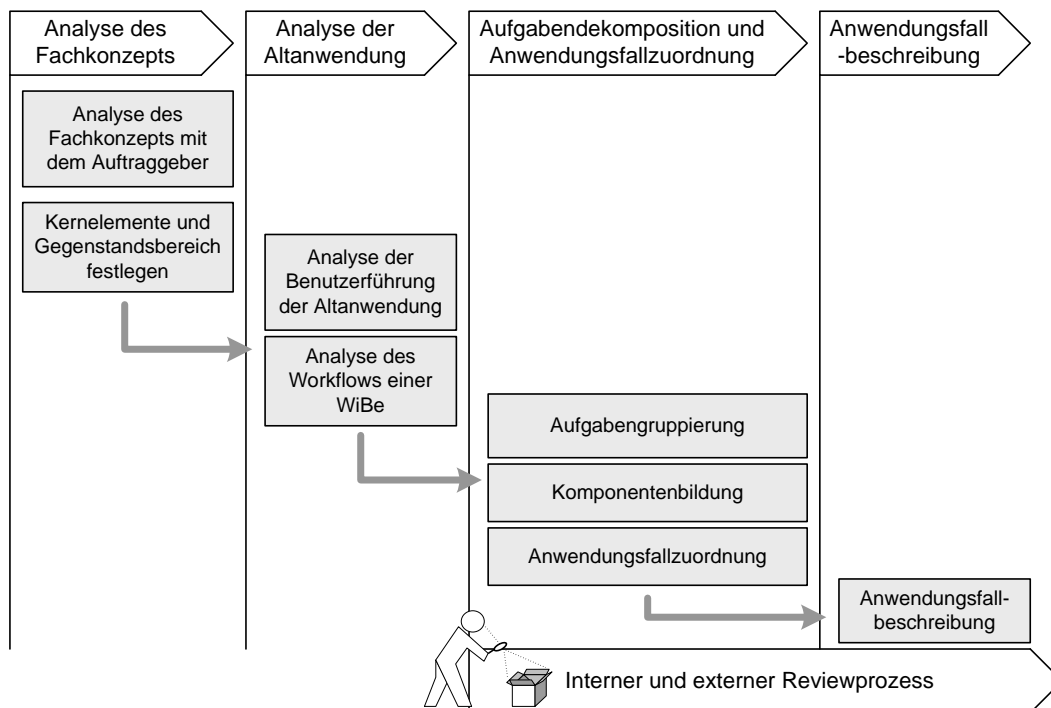 Analyse des
Fachkonzepts
Analyse der
Altanwendung
Aufgabendekomposition und
Anwendungsfallzuordnung
Anwendungsfall
-beschreibung
Analyse des
Fachkonzepts mit
dem Auftraggeber
Kernelemente und
Gegenstandsbereich
festlegen
Analyse der
Benutzerführung
der Altanwendung
Analyse des
Workflows einer
WiBe
Aufgabengruppierung
Komponentenbildung
Anwendungsfallzuordnung
Anwendungsfall-
beschreibung
Interner und externer Reviewprozess